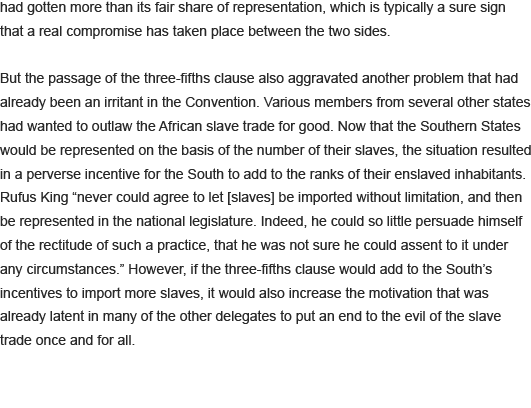 had gotten more than its fair share of representation, which is typically a sure sign
that a real compromise has taken place between the two sides.
But the passage of the three-fifths clause also aggravated another problem that had
already been an irritant in the Convention. Various members from several other states
had wanted to outlaw the African slave trade for good. Now that the Southern States
would be represented on the basis of the number of their slaves, the situation resulted
in a perverse incentive for the South to add to the ranks of their enslaved inhabitants.
Rufus King “never could agree to let [slaves] be imported without limitation, and then
be represented in the national legislature. Indeed, he could so little persuade himself
of the rectitude of such a practice, that he was not sure he could assent to it under
any circumstances.” However, if the three-fifths clause would add to the South’s
incentives to import more slaves, it would also increase the motivation that was
already latent in many of the other delegates to put an end to the evil of the slave
trade once and for all.